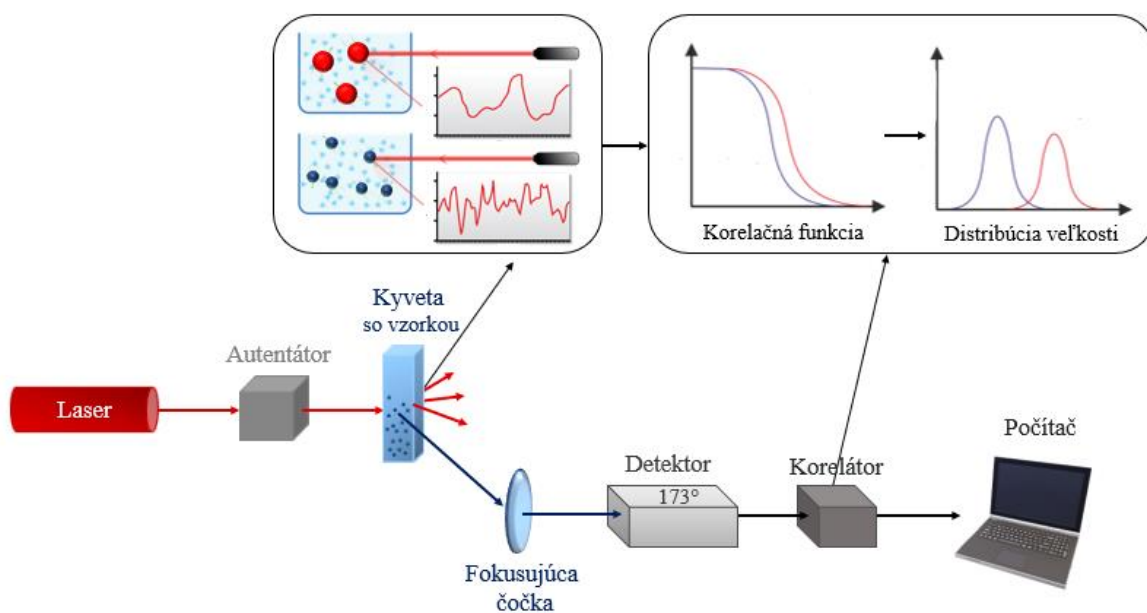 Korelačná funkcia
Distribúcia veľkosti
Kyveta
so vzorkou
Autentátor
Laser
Počítač
Detektor
Korelátor
173°
Fokusujúca
čočka